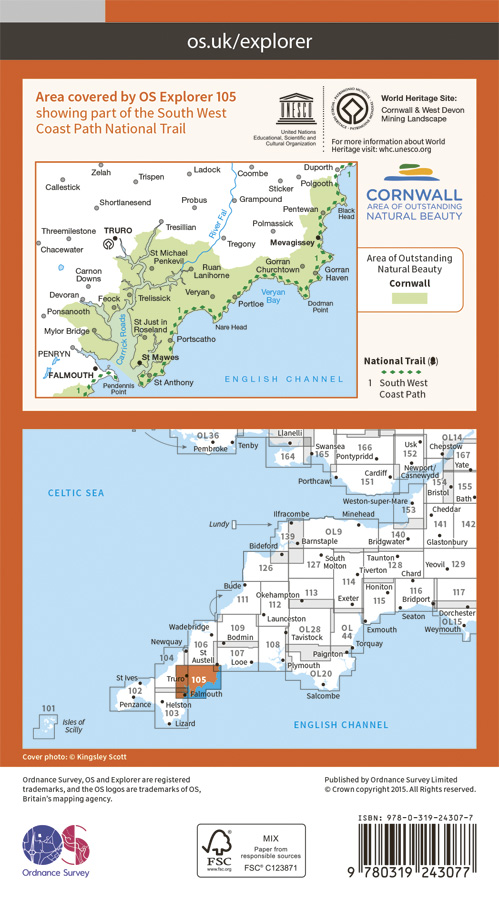 os.uk/explorer
Area covered by OS Explorer 105
showing part of the South West
Coast Path National Trail
UNESCO
United Nations
Educational, Scientific and
Cultural Organization
World Heritage Site:
Cornwall & West Devon
Mining Landscape
For more information about World
Heritage visit: whc.unesco.org
Zelah
Ladock
Duporth
Trispen
Coombe
Polgooth
Callestick
Sticker
1
Shortlanesend
Probus
Grampound
Pentewan
Black
Head
Threemilestone
TRURO
Tresillian
River Fal
Polmassick
Chacewater
Tregony
Mevagissey
St Michael
Penkevil
Ruan
Lanihorne
Gorran
Churchtown
Gorran
Haven
Carnon
Downs
1
Devoran
Feock
Trelissick
Veryan
Veryan
Bay
Portloe
Dodman
Point
Ponsanooth
Carrick Roads
St Just in
Roseland
1
Mylor Bridge
Nare Head
Portscatho
PENRYN
St Mawes
FALMOUTH
Pendennis
Point
St Anthony
1
ENGLISH CHANNEL
CORNWALL
AREA OF OUTSTANDING
NATURAL BEAUTY
Area of Outstanding
Natural Beauty
Cornwall
National Trail
1 South West
Coast Path
OL36
Pembroke
Tenby
Llanelli
164
Swansea
165
166
Pontypridd
Usk
152
OL14
Chepstow
167
Yate
Porthcawl
Cardiff
151
Newport/
Casnewydd
154
Bristol
155
Bath
CELTIC SEA
Weston-super-Mare
153
Cheddar
Ilfracombe
Minehead
Lundy
139
Barnstaple
OL9
140
Bridgwater
141
142
Glastonbury
Bideford
126
127
South
Molton
Taunton
Tiverton
128
Yeovil
129
114
Chard
Bude
111
Okehampton
113
Honiton
115
116
117
112
Exeter
Bridport
Launceston
Seaton
Dorchester
OL15
Weymouth
Wadebridge
109
Bodmin
OL28
Tavistock
OL
44
Exmouth
Newquay
106
St
Austell
107
Looe
108
Torquay
Paignton
104
Plymouth
OL20
St Ives
Truro
105
Salcombe
102
Falmouth
Penzance
Helston
103
Lizard
101
Isles of
Scilly
ENGLISH CHANNEL
Cover photo: © Kingsley Scott
Ordnance Survey, OS and Explorer are registered
trademarks, and the OS logos are trademarks of OS,
Britain's mapping agency.
Published by Ordnance Survey Limited
© Crown copyright 2015. All Rights Reserved.
OS
Ordnance Survey
FSC
www.fsc.org
MIX
Paper from
responsible sources
FSC® C123871
ISBN: 978-0-319-24307-7
9 780319 243077